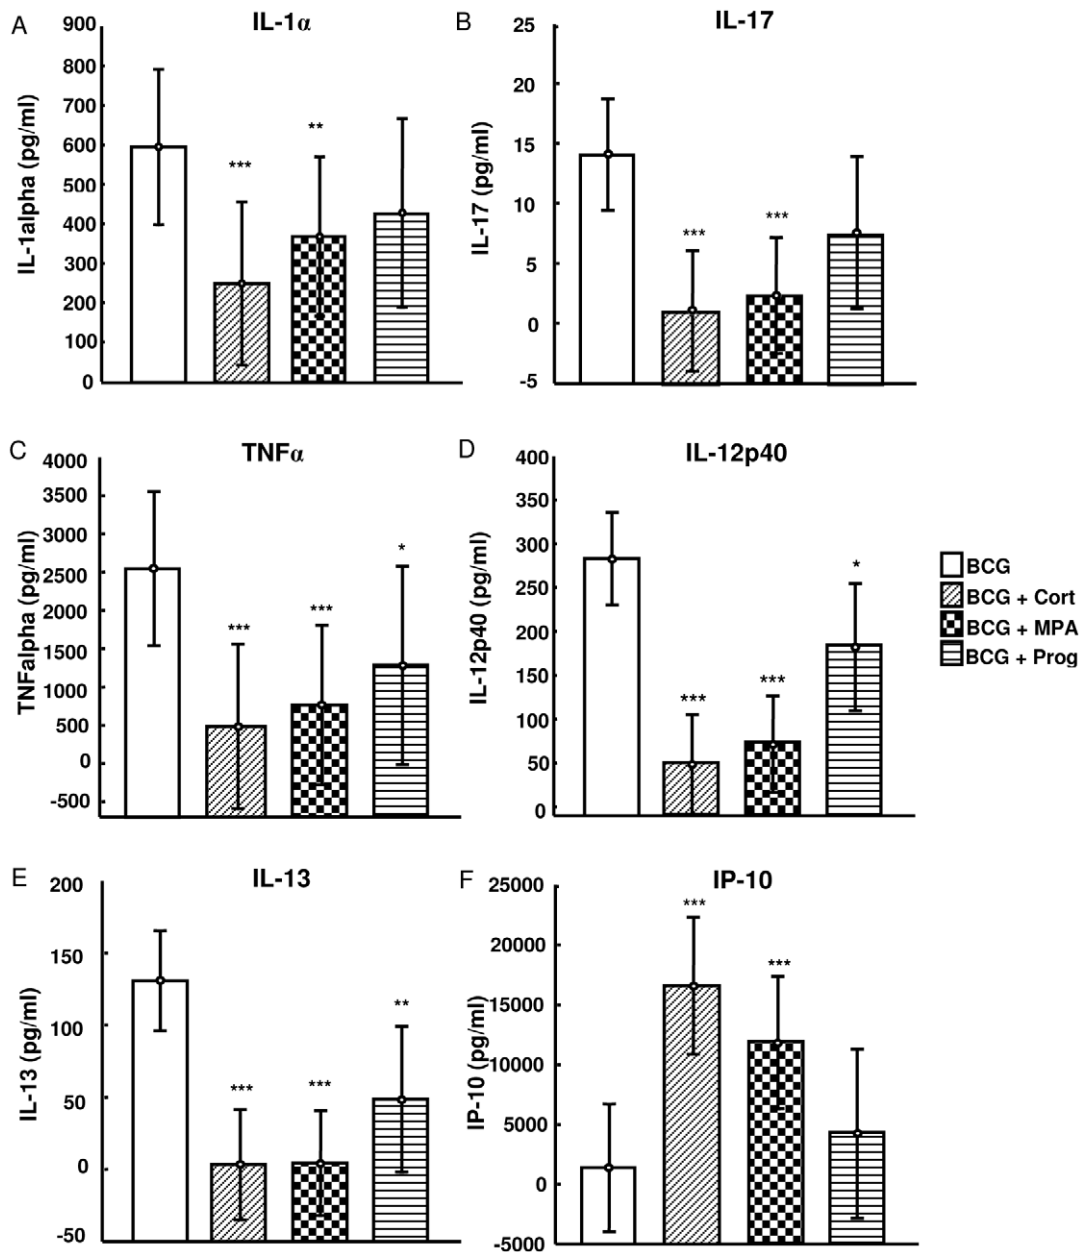 A
IL-1α
IL-1alpha (pg/ml)
900
800
700
600
500
400
300
200
100
0
***
**
B
IL-17
IL-17 (pg/ml)
25
20
15
10
5
0
-5
***
***
C
TNFα
TNFalpha (pg/ml)
4000
3500
3000
2500
2000
1500
1000
500
0
-500
***
***
*
D
IL-12p40
IL-12p40 (pg/ml)
400
350
300
250
200
150
100
50
0
***
***
*
BCG
BCG + Cort
BCG + MPA
BCG + Prog
E
IL-13
IL-13 (pg/ml)
200
150
100
50
0
-50
***
***
**
F
IP-10
IP-10 (pg/ml)
25000
20000
15000
10000
5000
0
-5000
***
***